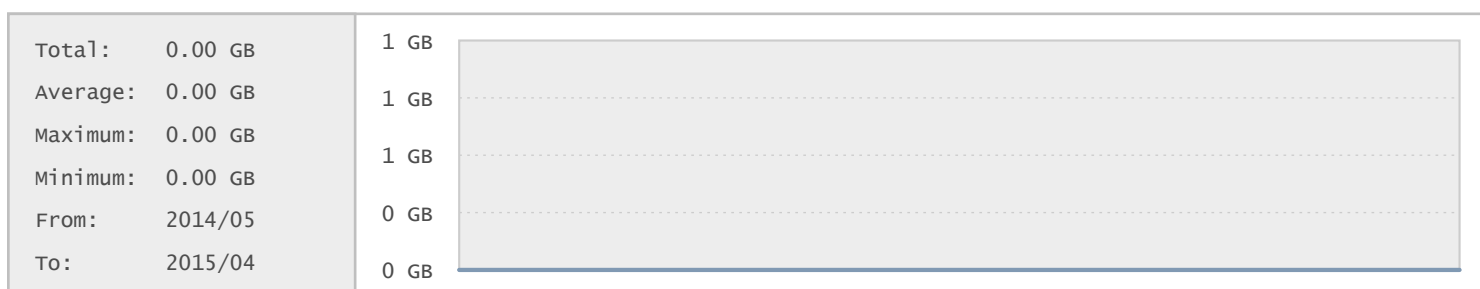 Total: 0.00 GB
Average: 0.00 GB
Maximum: 0.00 GB
Minimum: 0.00 GB
From: 2014/05
To: 2015/04
1 GB
1 GB
1 GB
0 GB
0 GB